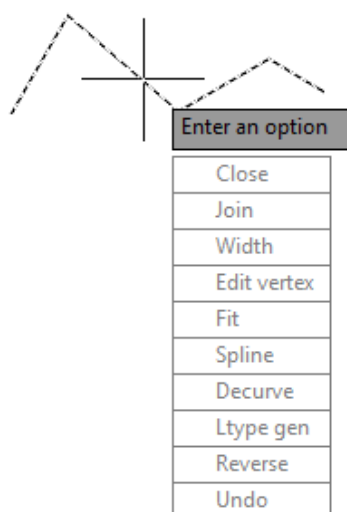 Enter an option
Close
Join
Width
Edit vertex
Fit
Spline
Decurve
Ltype gen
Reverse
Undo